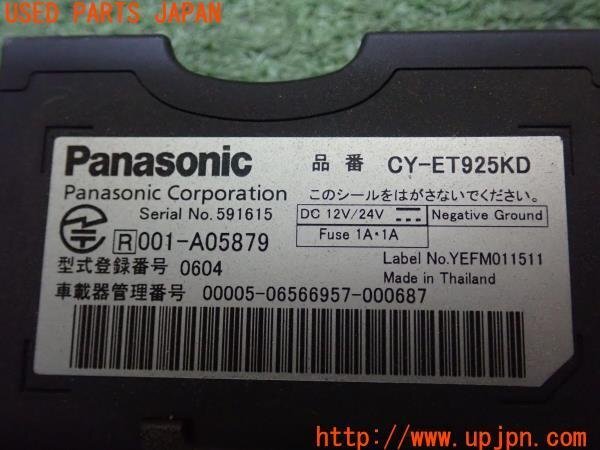 USED PARTS JAPAN
Panasonic 品番 CY-ET925KD
Panasonic Corporation このシールをはがさないでください。
Serial No. 591615 DC 12V/24V Negative Ground
R 001-A05879 Fuse 1A・1A
Label No.YEFM011511
型式登録番号 0604 Made in Thailand
車載器管理番号 00005-06566957-000687
http://www.upjpn.com/